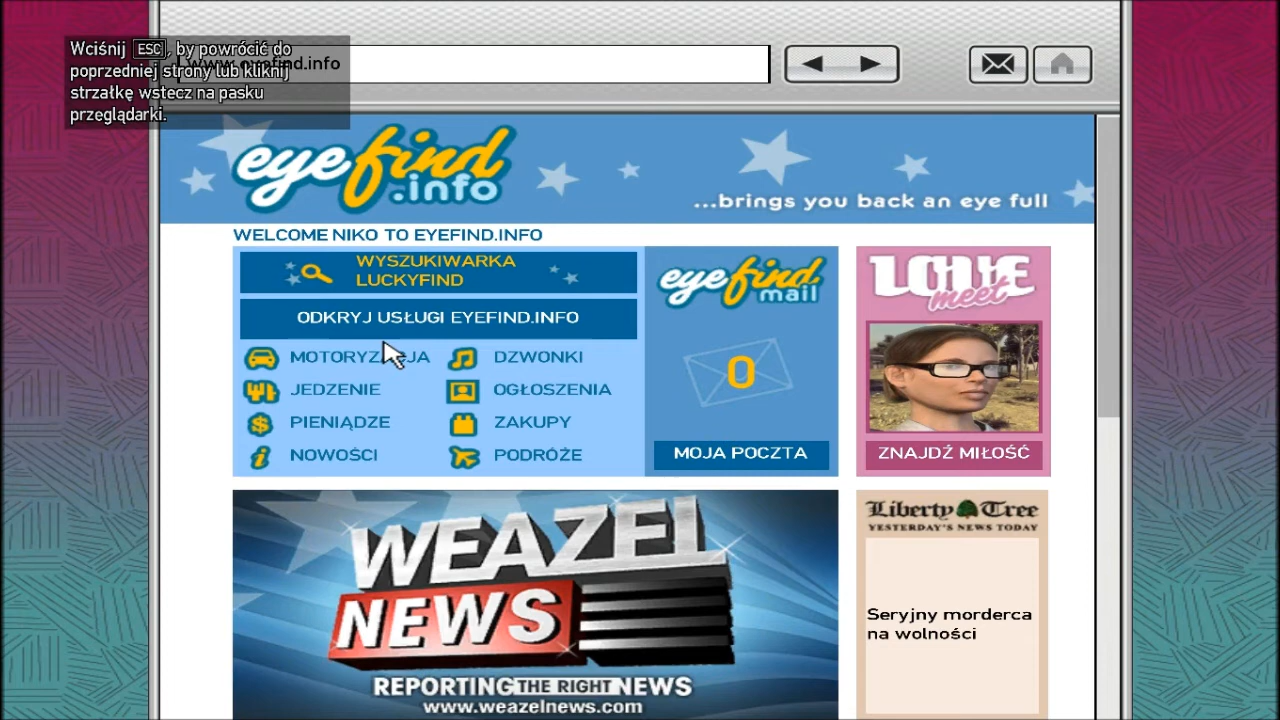 Wciśnij ESC, by powrócić do
poprzedniej strony lub kliknij
strzałkę wstecz na pasku
przeglądarki.
www.eyefind.info
eyefind
.info
...brings you back an eye full
WELCOME NIKO TO EYEFIND.INFO
WYSZUKIWARKA
LUCKYFIND
ODKRYJ USŁUGI EYEFIND.INFO
MOTORYZACJA
DZWONKI
JEDZENIE
OGŁOSZENIA
PIENIĄDZE
ZAKUPY
NOWOŚCI
PODRÓŻE
eyefind
mail
0
MOJA POCZTA
LOVE
meet
ZNAJDŹ MIŁOŚĆ
WEAZEL
NEWS
REPORTING THE RIGHT NEWS
www.weazelnews.com
Liberty Tree
YESTERDAY'S NEWS TODAY
Seryjny morderca
na wolności